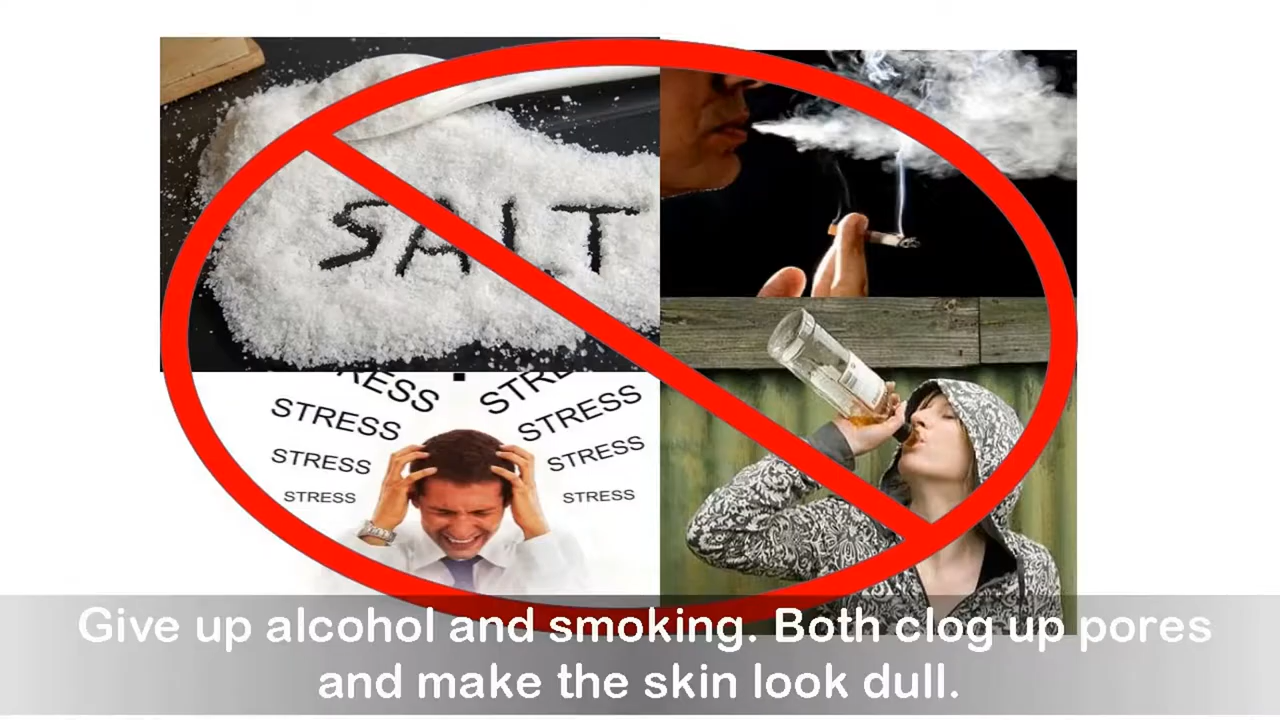 SALT
STRESS
STRESS
STRESS
STRESS
STRESS
STRESS
STRESS
Give up alcohol and smoking. Both clog up pores
and make the skin look dull.